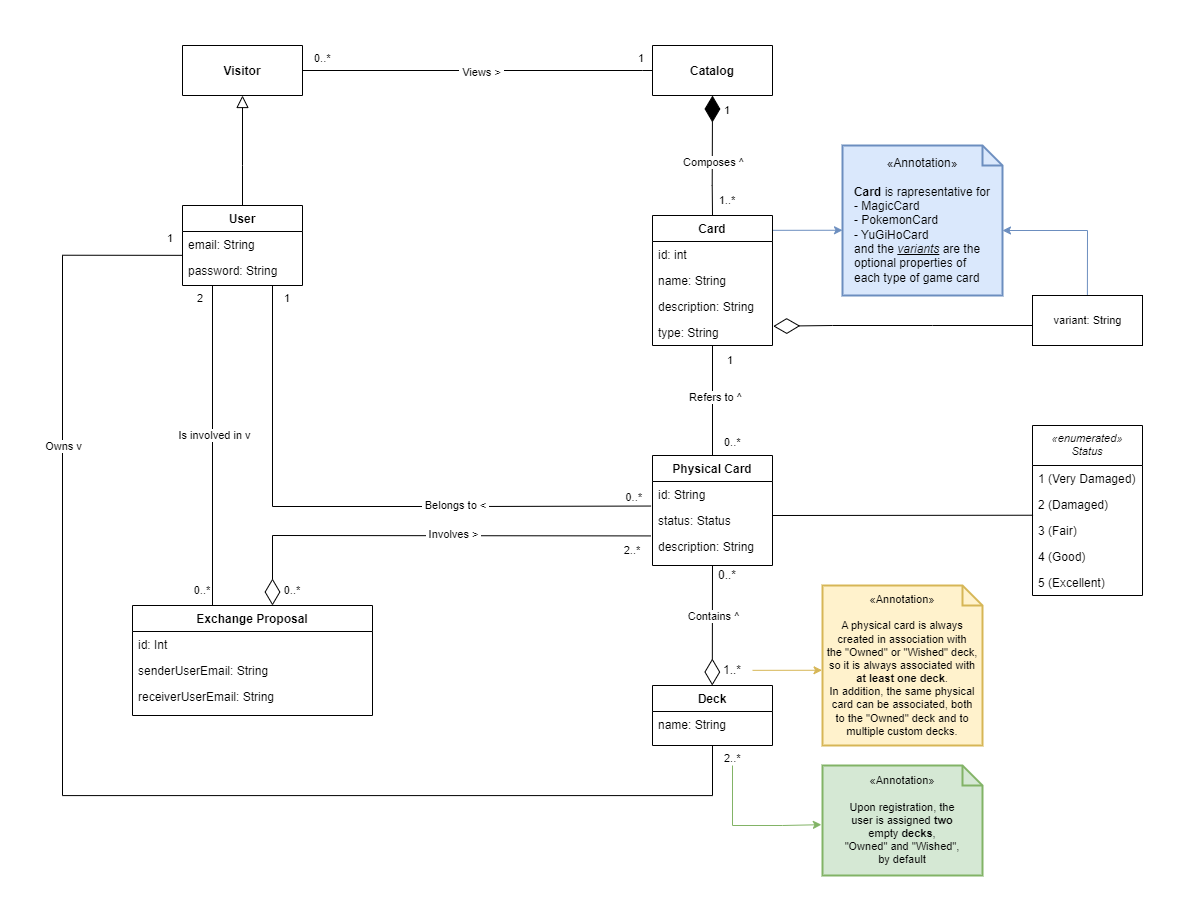 Visitor
0..*
Views >
1
Catalog
1
Composes ^
1..*
User
email: String
password: String
1
2
1
Card
id: int
name: String
description: String
type: String
«Annotation»
Card is rapresentative for
- MagicCard
- PokemonCard
- YuGiHoCard
and the variants are the
optional properties of
each type of game card
variant: String
1
Refers to ^
0..*
Owns v
Is involved in v
Physical Card
id: String
status: Status
description: String
«enumerated»
Status
1 (Very Damaged)
2 (Damaged)
3 (Fair)
4 (Good)
5 (Excellent)
Belongs to <
0..*
Involves >
2..*
0..*
0..*
Exchange Proposal
id: Int
senderUserEmail: String
receiverUserEmail: String
0..*
Contains ^
1..*
Deck
name: String
2..*
«Annotation»
A physical card is always
created in association with
the "Owned" or "Wished" deck,
so it is always associated with
at least one deck.
In addition, the same physical
card can be associated, both
to the "Owned" deck and to
multiple custom decks.
«Annotation»
Upon registration, the
user is assigned two
empty decks,
"Owned" and "Wished",
by default